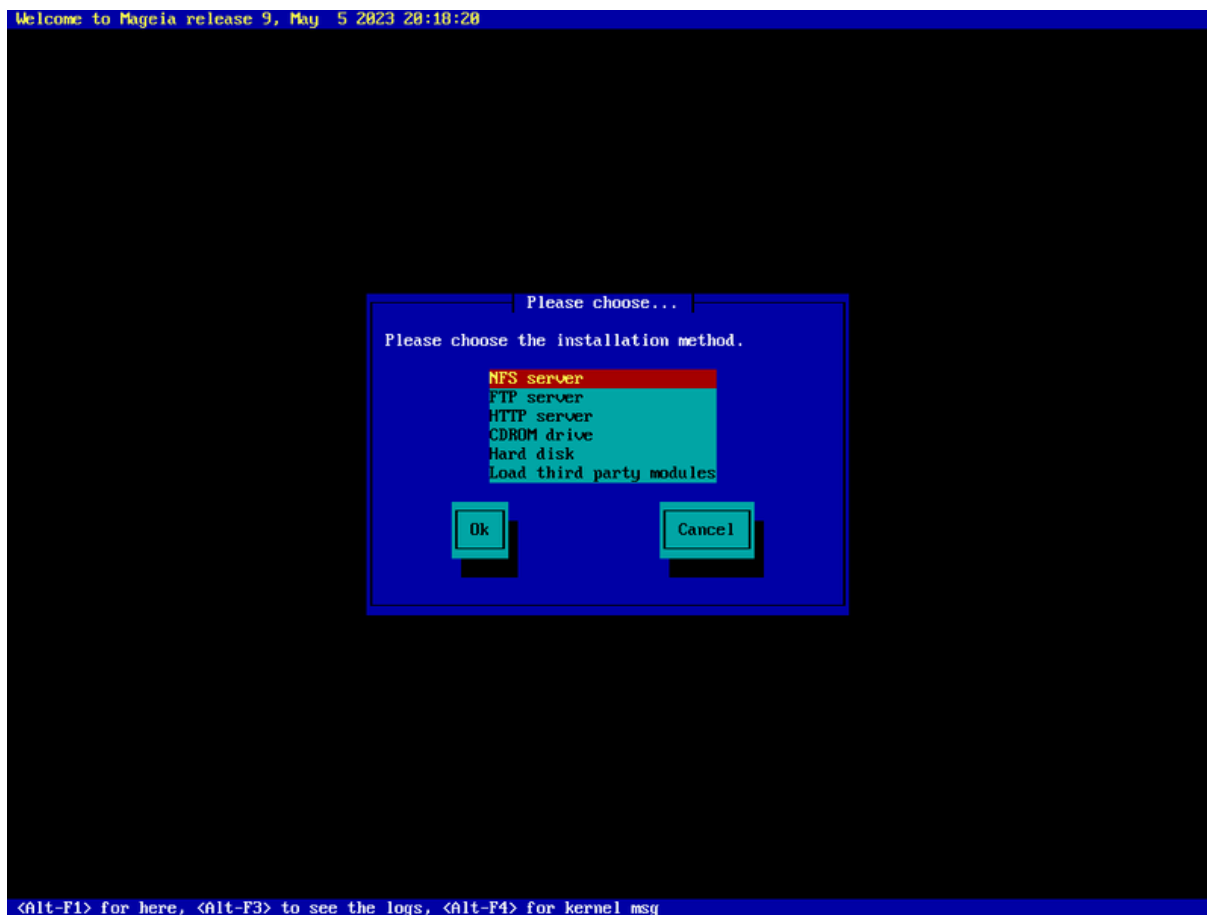 Welcome to Mageia release 9, May  5 2023 20:18:20
Please choose...
Please choose the installation method.
NFS server
FTP server
HTTP server
CDROM drive
Hard disk
Load third party modules
Ok Cancel
<Alt-F1> for here, <Alt-F3> to see the logs, <Alt-F4> for kernel msg